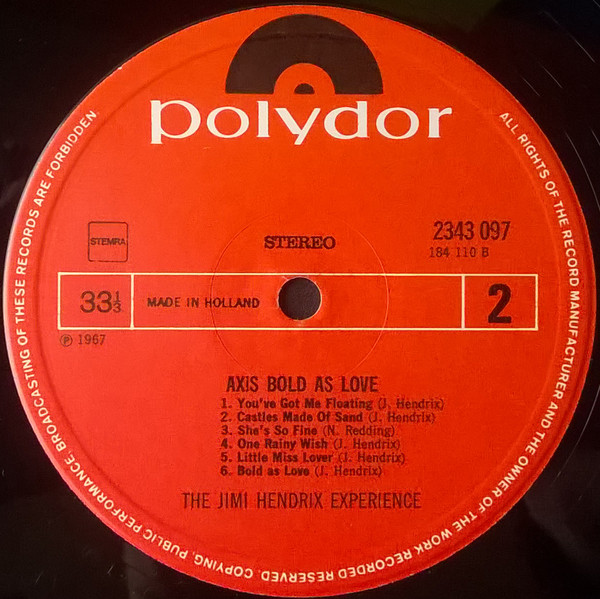 polydor
ALL RIGHTS OF THE RECORD MANUFACTURER AND THE OWNER OF THE WORK RECORDED RESERVED. COPYING, PUBLIC PERFORMANCE, BROADCASTING OF THESE RECORDS ARE FORBIDDEN.
STEMRA
STEREO
2343 097
184 110 B
33⅓
MADE IN HOLLAND
2
℗ 1967
AXIS BOLD AS LOVE
1. You've Got Me Floating (J. Hendrix)
2. Castles Made Of Sand (J. Hendrix)
3. She's So Fine (N. Redding)
4. One Rainy Wish (J. Hendrix)
5. Little Miss Lover (J. Hendrix)
6. Bold as Love (J. Hendrix)
THE JIMI HENDRIX EXPERIENCE